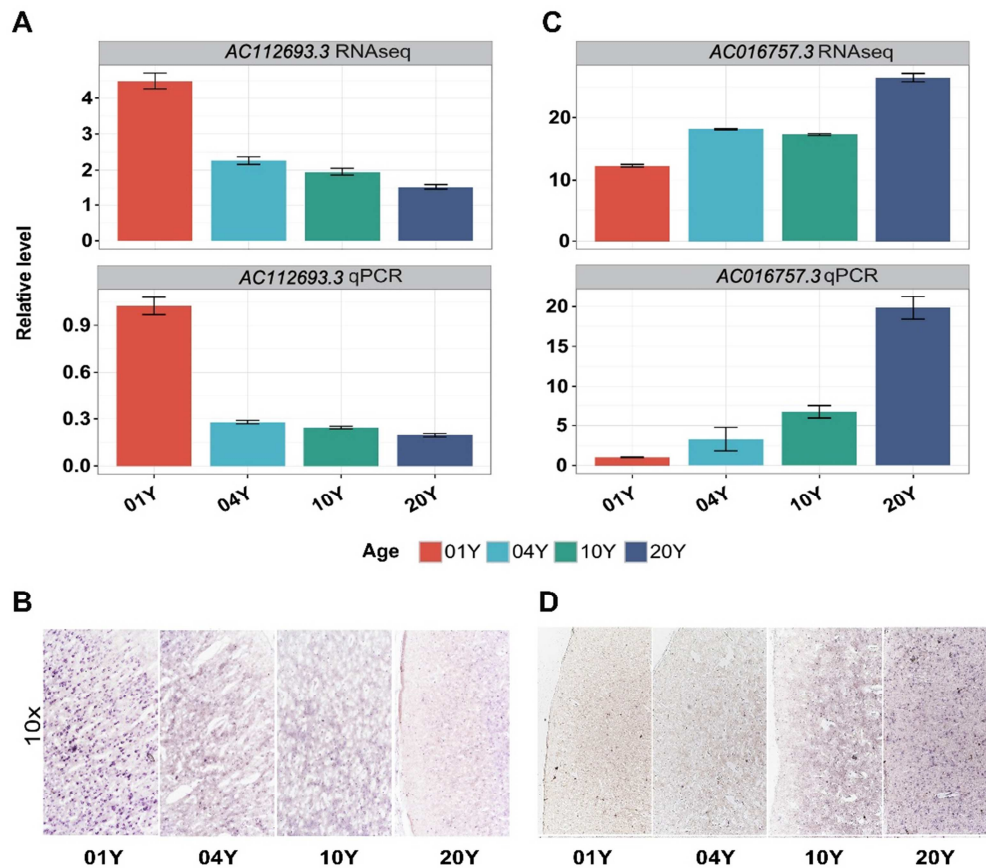 A
AC112693.3 RNAseq
4
3
2
1
0
AC112693.3 qPCR
0.9
0.6
0.3
0.0
01Y 04Y 10Y 20Y
Relative level
C
AC016757.3 RNAseq
20
10
0
AC016757.3 qPCR
20
15
10
5
0
01Y 04Y 10Y 20Y
Age 01Y 04Y 10Y 20Y
B
10x
01Y 04Y 10Y 20Y
D
01Y 04Y 10Y 20Y